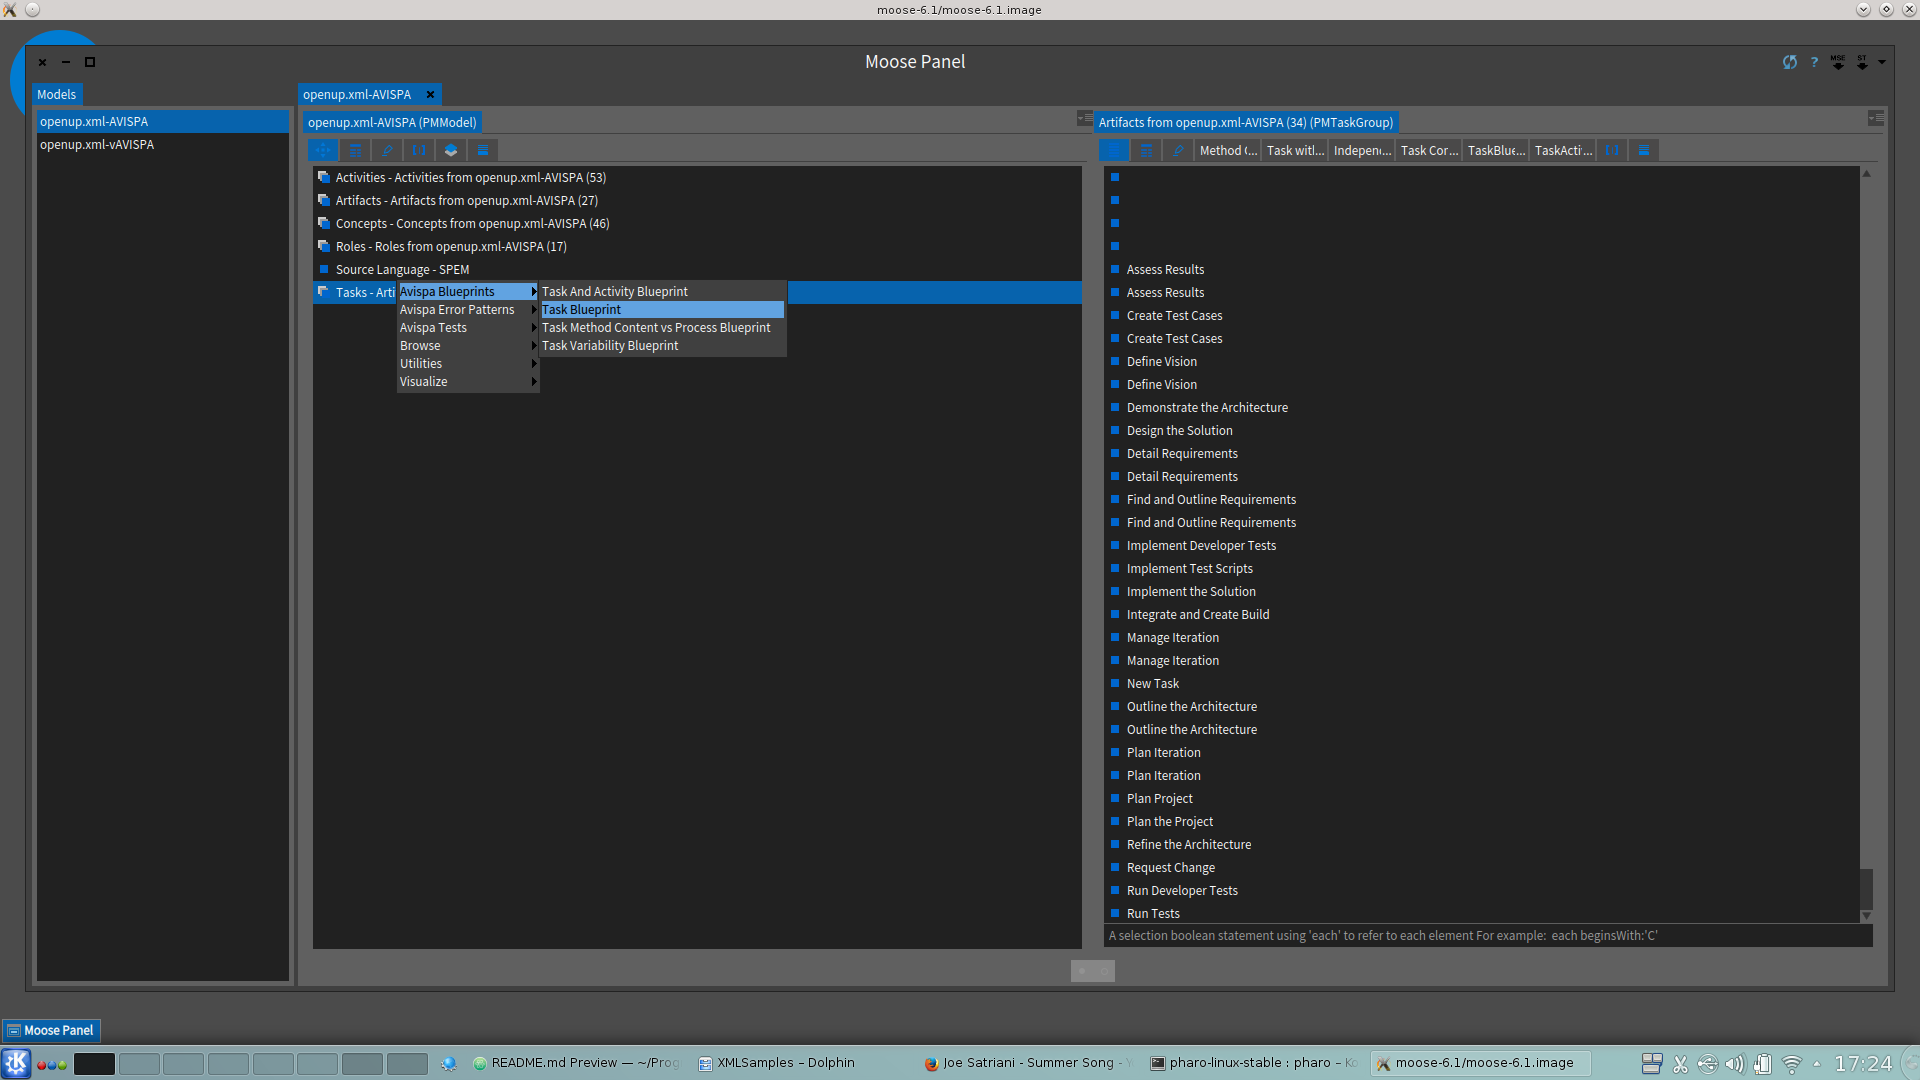 moose-6.1/moose-6.1.image
Moose Panel
? MSE ST
Models
openup.xml-AVISPA
openup.xml-vAVISPA
openup.xml-AVISPA
openup.xml-AVISPA (PMModel)
Activities - Activities from openup.xml-AVISPA (53)
Artifacts - Artifacts from openup.xml-AVISPA (27)
Concepts - Concepts from openup.xml-AVISPA (46)
Roles - Roles from openup.xml-AVISPA (17)
Source Language - SPEM
Tasks - Arti
Avispa Blueprints
Avispa Error Patterns
Avispa Tests
Browse
Utilities
Visualize
Task And Activity Blueprint
Task Blueprint
Task Method Content vs Process Blueprint
Task Variability Blueprint
Artifacts from openup.xml-AVISPA (34) (PMTaskGroup)
Method (... Task witl... Indepen... Task Cor... TaskBlue... TaskActi...
Assess Results
Assess Results
Create Test Cases
Create Test Cases
Define Vision
Define Vision
Demonstrate the Architecture
Design the Solution
Detail Requirements
Detail Requirements
Find and Outline Requirements
Find and Outline Requirements
Implement Developer Tests
Implement Test Scripts
Implement the Solution
Integrate and Create Build
Manage Iteration
Manage Iteration
New Task
Outline the Architecture
Outline the Architecture
Plan Iteration
Plan Iteration
Plan Project
Plan the Project
Refine the Architecture
Request Change
Run Developer Tests
Run Tests
A selection boolean statement using 'each' to refer to each element For example: each beginsWith:'C'
Moose Panel
README.md Preview — ~/Prog
XMLSamples – Dolphin
Joe Satriani - Summer Song -
pharo-linux-stable : pharo – Ko
moose-6.1/moose-6.1.image
17:24